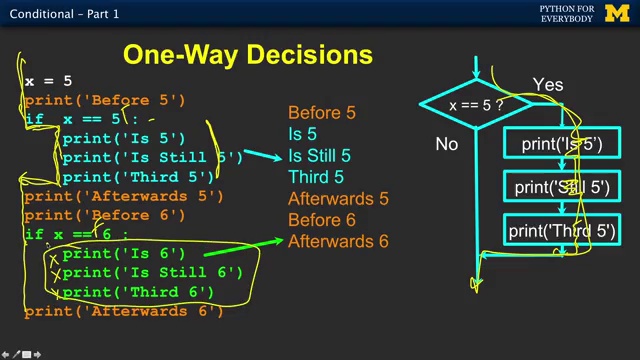 Conditional – Part 1
PYTHON FOR
EVERYBODY
One-Way Decisions
x = 5
print('Before 5')
if x == 5 :
print('Is 5')
print('Is Still 5')
print('Third 5')
print('Afterwards 5')
print('Before 6')
if x == 6 :
print('Is 6')
print('Is Still 6')
print('Third 6')
print('Afterwards 6')
Before 5
Is 5
Is Still 5
Third 5
Afterwards 5
Before 6
Afterwards 6
x == 5 ?
Yes
No
print('Is 5')
print('Still 5')
print('Third 5')